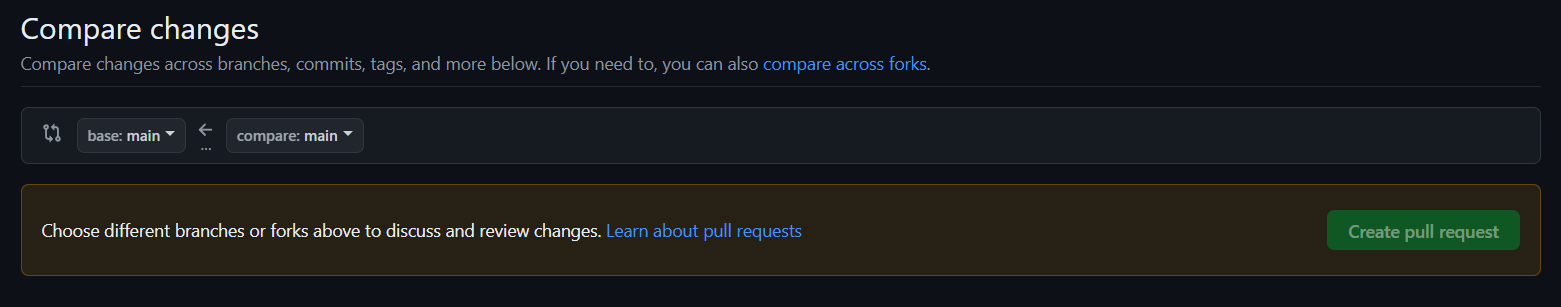 Compare changes
Compare changes across branches, commits, tags, and more below. If you need to, you can also compare across forks.
base: main ← compare: main
...
Choose different branches or forks above to discuss and review changes. Learn about pull requests
Create pull request